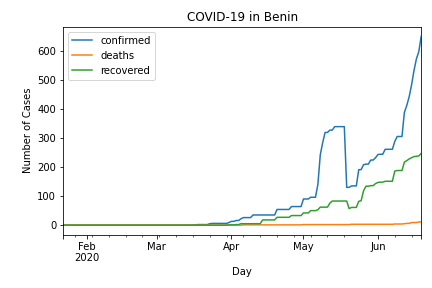 COVID-19 in Benin
confirmed
deaths
recovered
Number of Cases
600
500
400
300
200
100
0
Feb
2020
Mar
Apr
May
Jun
Day